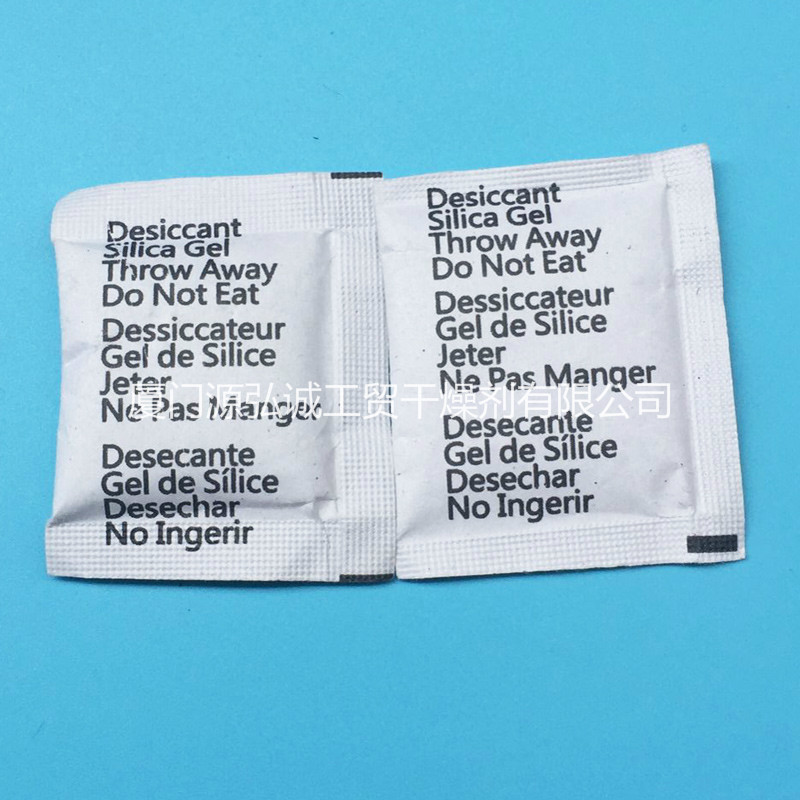 Desiccant
Silica Gel
Throw Away
Do Not Eat
Dessiccateur
Gel de Silice
Jeter
Ne Pas Manger
Desecante
Gel de Sílice
Desechar
No Ingerir
Desiccant
Silica Gel
Throw Away
Do Not Eat
Dessiccateur
Gel de Silice
Jeter
Ne Pas Manger
Desecante
Gel de Sílice
Desechar
No Ingerir
厦门源弘诚工贸干燥剂有限公司